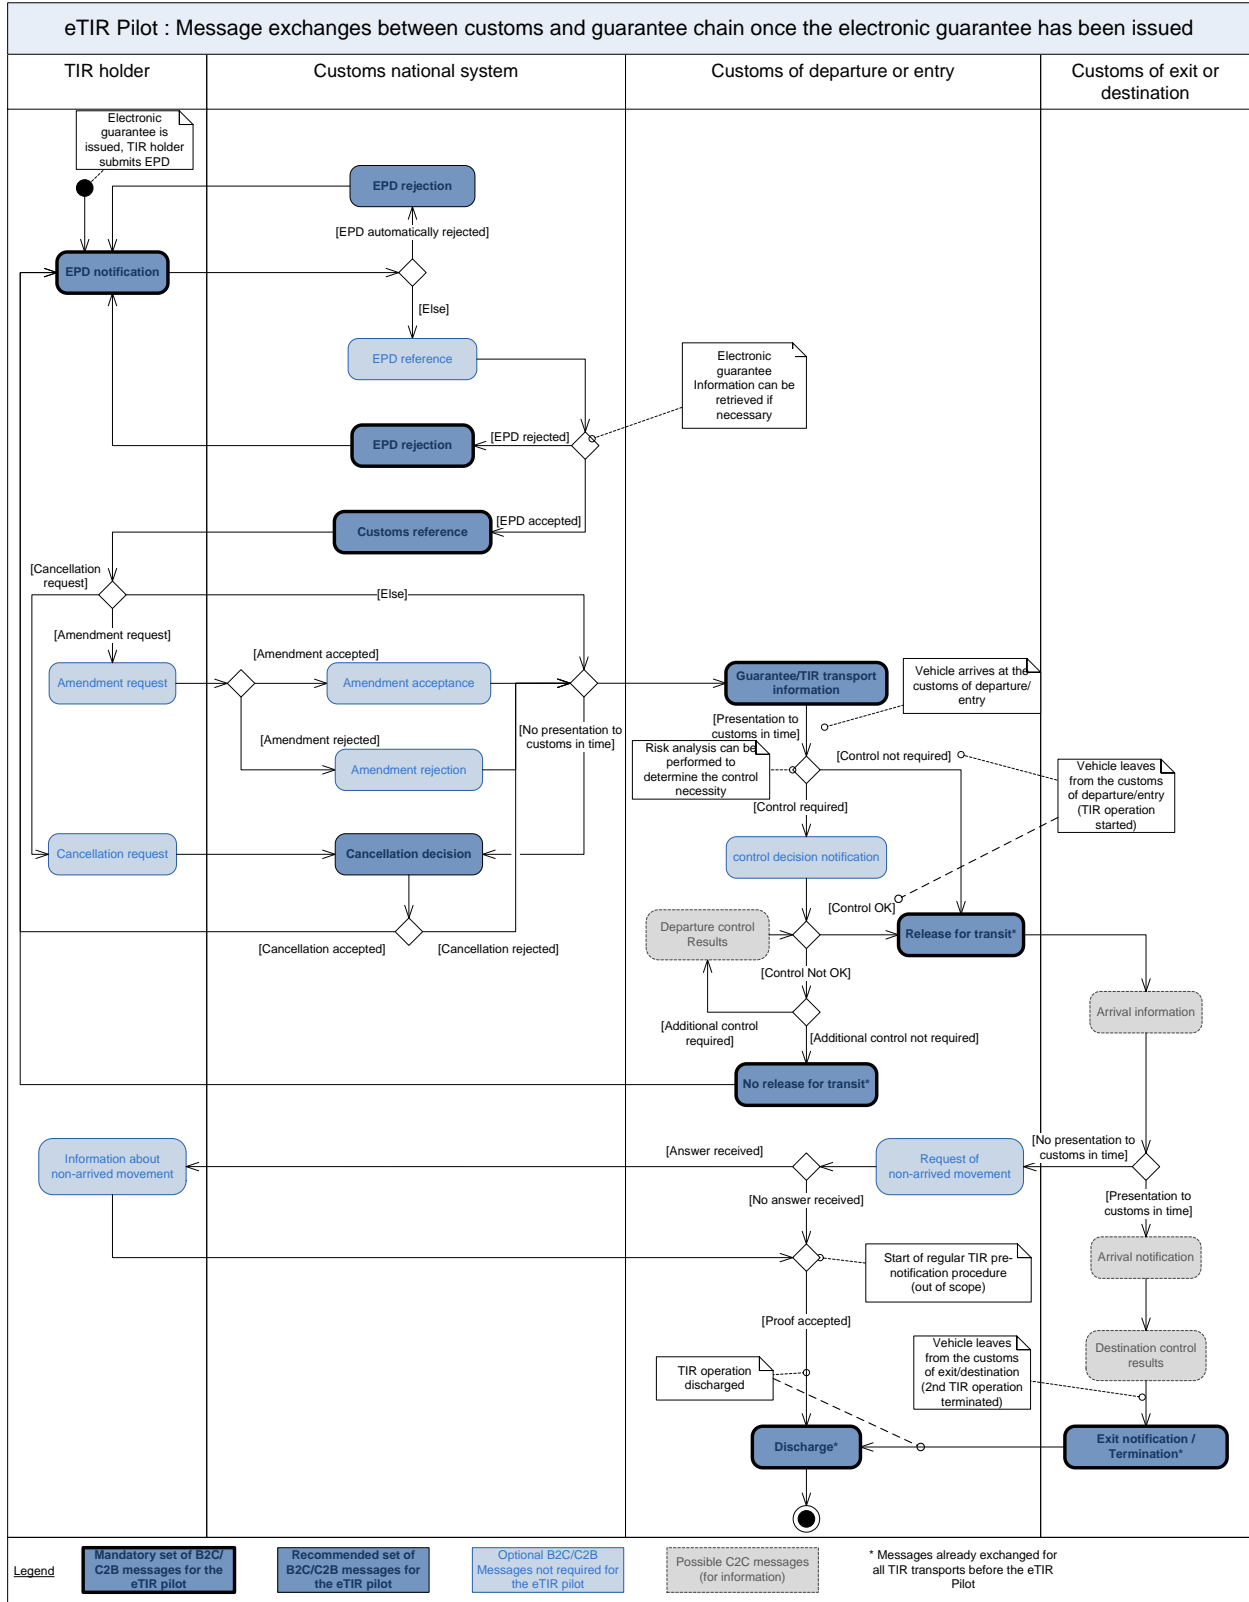 eTIR Pilot : Message exchanges between customs and guarantee chain once the electronic guarantee has been issued
TIR holder
Customs national system
Customs of departure or entry
Customs of exit or
destination
Electronic
guarantee is
issued, TIR holder
submits EPD
EPD rejection
[EPD automatically rejected]
EPD notification
[Else]
EPD reference
Electronic
guarantee
Information can be
retrieved if
necessary
EPD rejection
[EPD rejected]
[EPD accepted]
Customs reference
[Cancellation
request]
[Else]
[Amendment request]
[Amendment accepted]
Amendment request
Amendment acceptance
Guarantee/TIR transport
information
Vehicle arrives at the
customs of departure/
entry
[No presentation to
customs in time]
[Presentation to
customs in time]
[Amendment rejected]
Amendment rejection
Risk analysis can be
performed to
determine the control
necessity
[Control not required]
Vehicle leaves
from the customs
of departure/entry
(TIR operation
started)
[Control required]
Cancellation request
Cancellation decision
control decision notification
[Control OK]
Departure control
Results
Release for transit*
[Cancellation accepted]
[Cancellation rejected]
[Control Not OK]
Arrival information
[Additional control
required]
[Additional control not required]
No release for transit*
Information about
non-arrived movement
[Answer received]
Request of
non-arrived movement
[No presentation to
customs in time]
[No answer received]
[Presentation to
customs in time]
Start of regular TIR pre-
notification procedure
(out of scope)
Arrival notification
[Proof accepted]
Vehicle leaves
from the customs
of exit/destination
(2nd TIR operation
terminated)
Destination control
results
TIR operation
discharged
Discharge*
Exit notification /
Termination*
Legend
Mandatory set of B2C/
C2B messages for the
eTIR pilot
Recommended set of
B2C/C2B messages for
the eTIR pilot
Optional B2C/C2B
Messages not required for
the eTIR pilot
Possible C2C messages
(for information)
* Messages already exchanged for
all TIR transports before the eTIR
Pilot